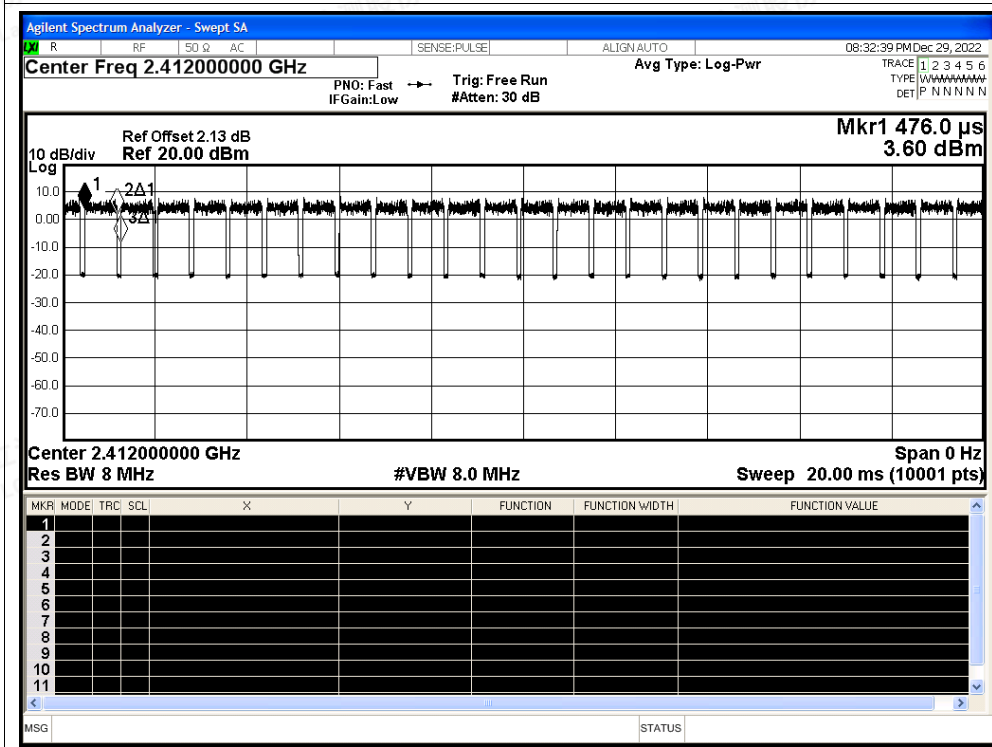 Agilent Spectrum Analyzer - Swept SA
LXI R RF 50 Ω AC SENSE:PULSE ALIGN AUTO 08:32:39 PM Dec 29, 2022
Center Freq 2.412000000 GHz
PNO: Fast
IFGain:Low
Trig: Free Run
#Atten: 30 dB
Avg Type: Log-Pwr
TRACE 1 2 3 4 5 6
TYPE
DET P N N N N N
Mkr1 476.0 µs
3.60 dBm
Ref Offset 2.13 dB
10 dB/div Ref 20.00 dBm
Log
10.0
0.00
-10.0
-20.0
-30.0
-40.0
-50.0
-60.0
-70.0
1
2Δ1
3Δ1
Center 2.412000000 GHz Span 0 Hz
Res BW 8 MHz #VBW 8.0 MHz Sweep 20.00 ms (10001 pts)
MKR MODE TRC SCL X Y FUNCTION FUNCTION WIDTH FUNCTION VALUE
1
2
3
4
5
6
7
8
9
10
11
MSG STATUS